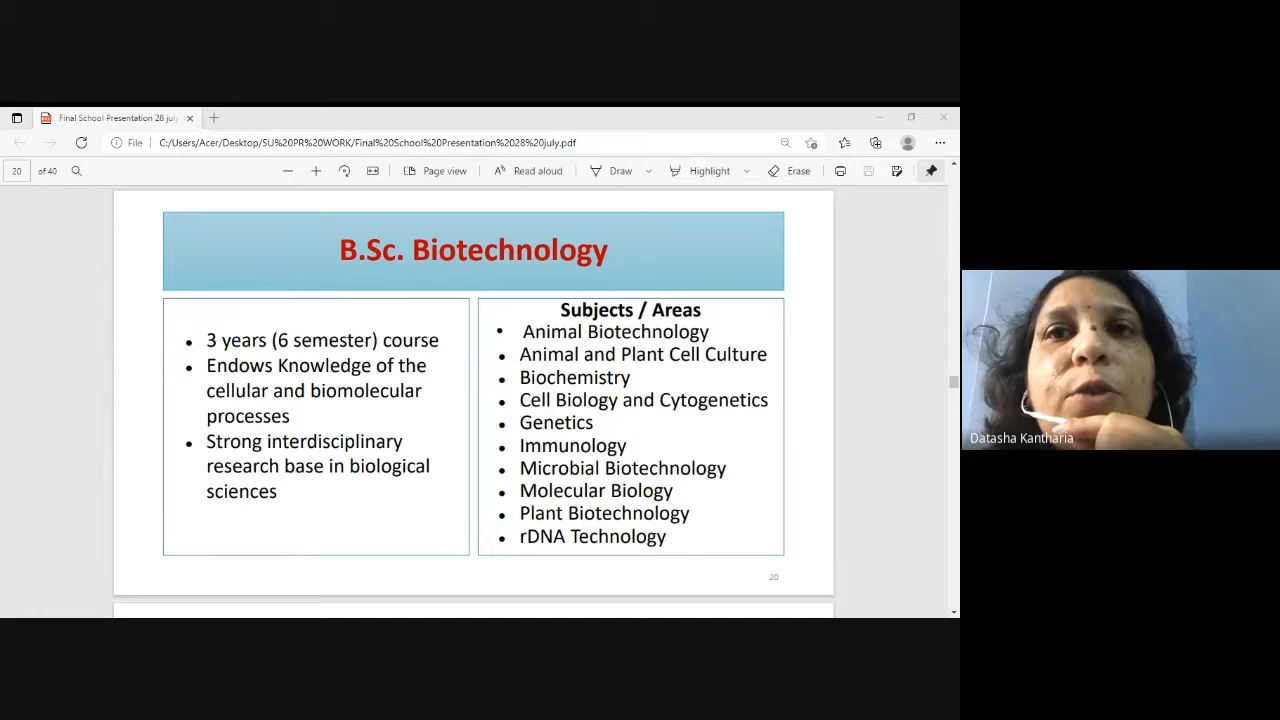 Final School Presentation 28 july
File C:/Users/Acer/Desktop/SU%20PR%20WORK/Final%20School%20Presentation%2028%20july.pdf
20 of 40 Page view Read aloud Draw Highlight Erase
B.Sc. Biotechnology
• 3 years (6 semester) course
• Endows Knowledge of the
cellular and biomolecular
processes
• Strong interdisciplinary
research base in biological
sciences
Subjects / Areas
• Animal Biotechnology
• Animal and Plant Cell Culture
• Biochemistry
• Cell Biology and Cytogenetics
• Genetics
• Immunology
• Microbial Biotechnology
• Molecular Biology
• Plant Biotechnology
• rDNA Technology
20
Datasha Kantharia